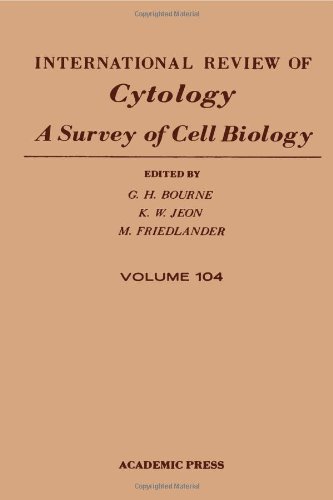 INTERNATIONAL REVIEW OF
Cytology
A Survey of Cell Biology
EDITED BY
G. H. BOURNE
K. W. JEON
M. FRIEDLANDER
VOLUME 104
ACADEMIC PRESS